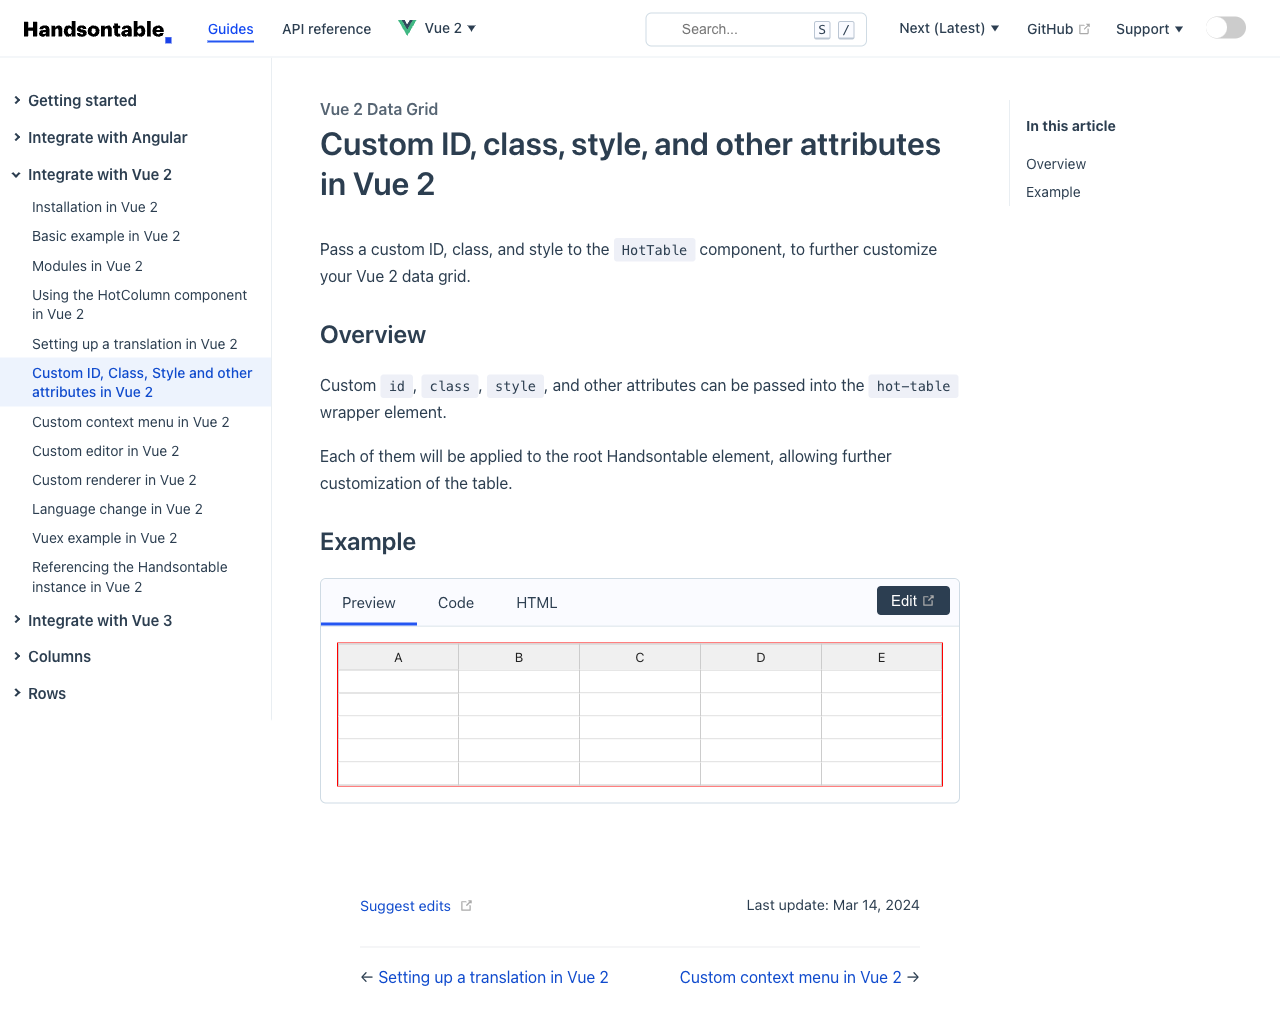 Handsontable
Guides
API reference
Vue 2 ▾
Search...
S
/
Next (Latest) ▾
GitHub
Support ▾
Getting started
Integrate with Angular
Integrate with Vue 2
Installation in Vue 2
Basic example in Vue 2
Modules in Vue 2
Using the HotColumn component
in Vue 2
Setting up a translation in Vue 2
Custom ID, Class, Style and other
attributes in Vue 2
Custom context menu in Vue 2
Custom editor in Vue 2
Custom renderer in Vue 2
Language change in Vue 2
Vuex example in Vue 2
Referencing the Handsontable
instance in Vue 2
Integrate with Vue 3
Columns
Rows
Vue 2 Data Grid
Custom ID, class, style, and other attributes
in Vue 2
Pass a custom ID, class, and style to the HotTable component, to further customize
your Vue 2 data grid.
Overview
Custom id, class, style, and other attributes can be passed into the hot-table
wrapper element.
Each of them will be applied to the root Handsontable element, allowing further
customization of the table.
Example
Preview
Code
HTML
Edit
A B C D E
Suggest edits
Last update: Mar 14, 2024
← Setting up a translation in Vue 2
Custom context menu in Vue 2 →
In this article
Overview
Example